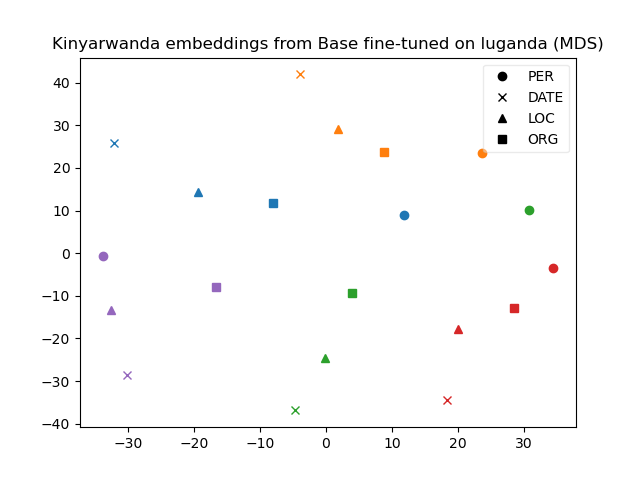 Kinyarwanda embeddings from Base fine-tuned on luganda (MDS)
PER
DATE
LOC
ORG
40
30
20
10
0
−10
−20
−30
−40
−30 −20 −10 0 10 20 30